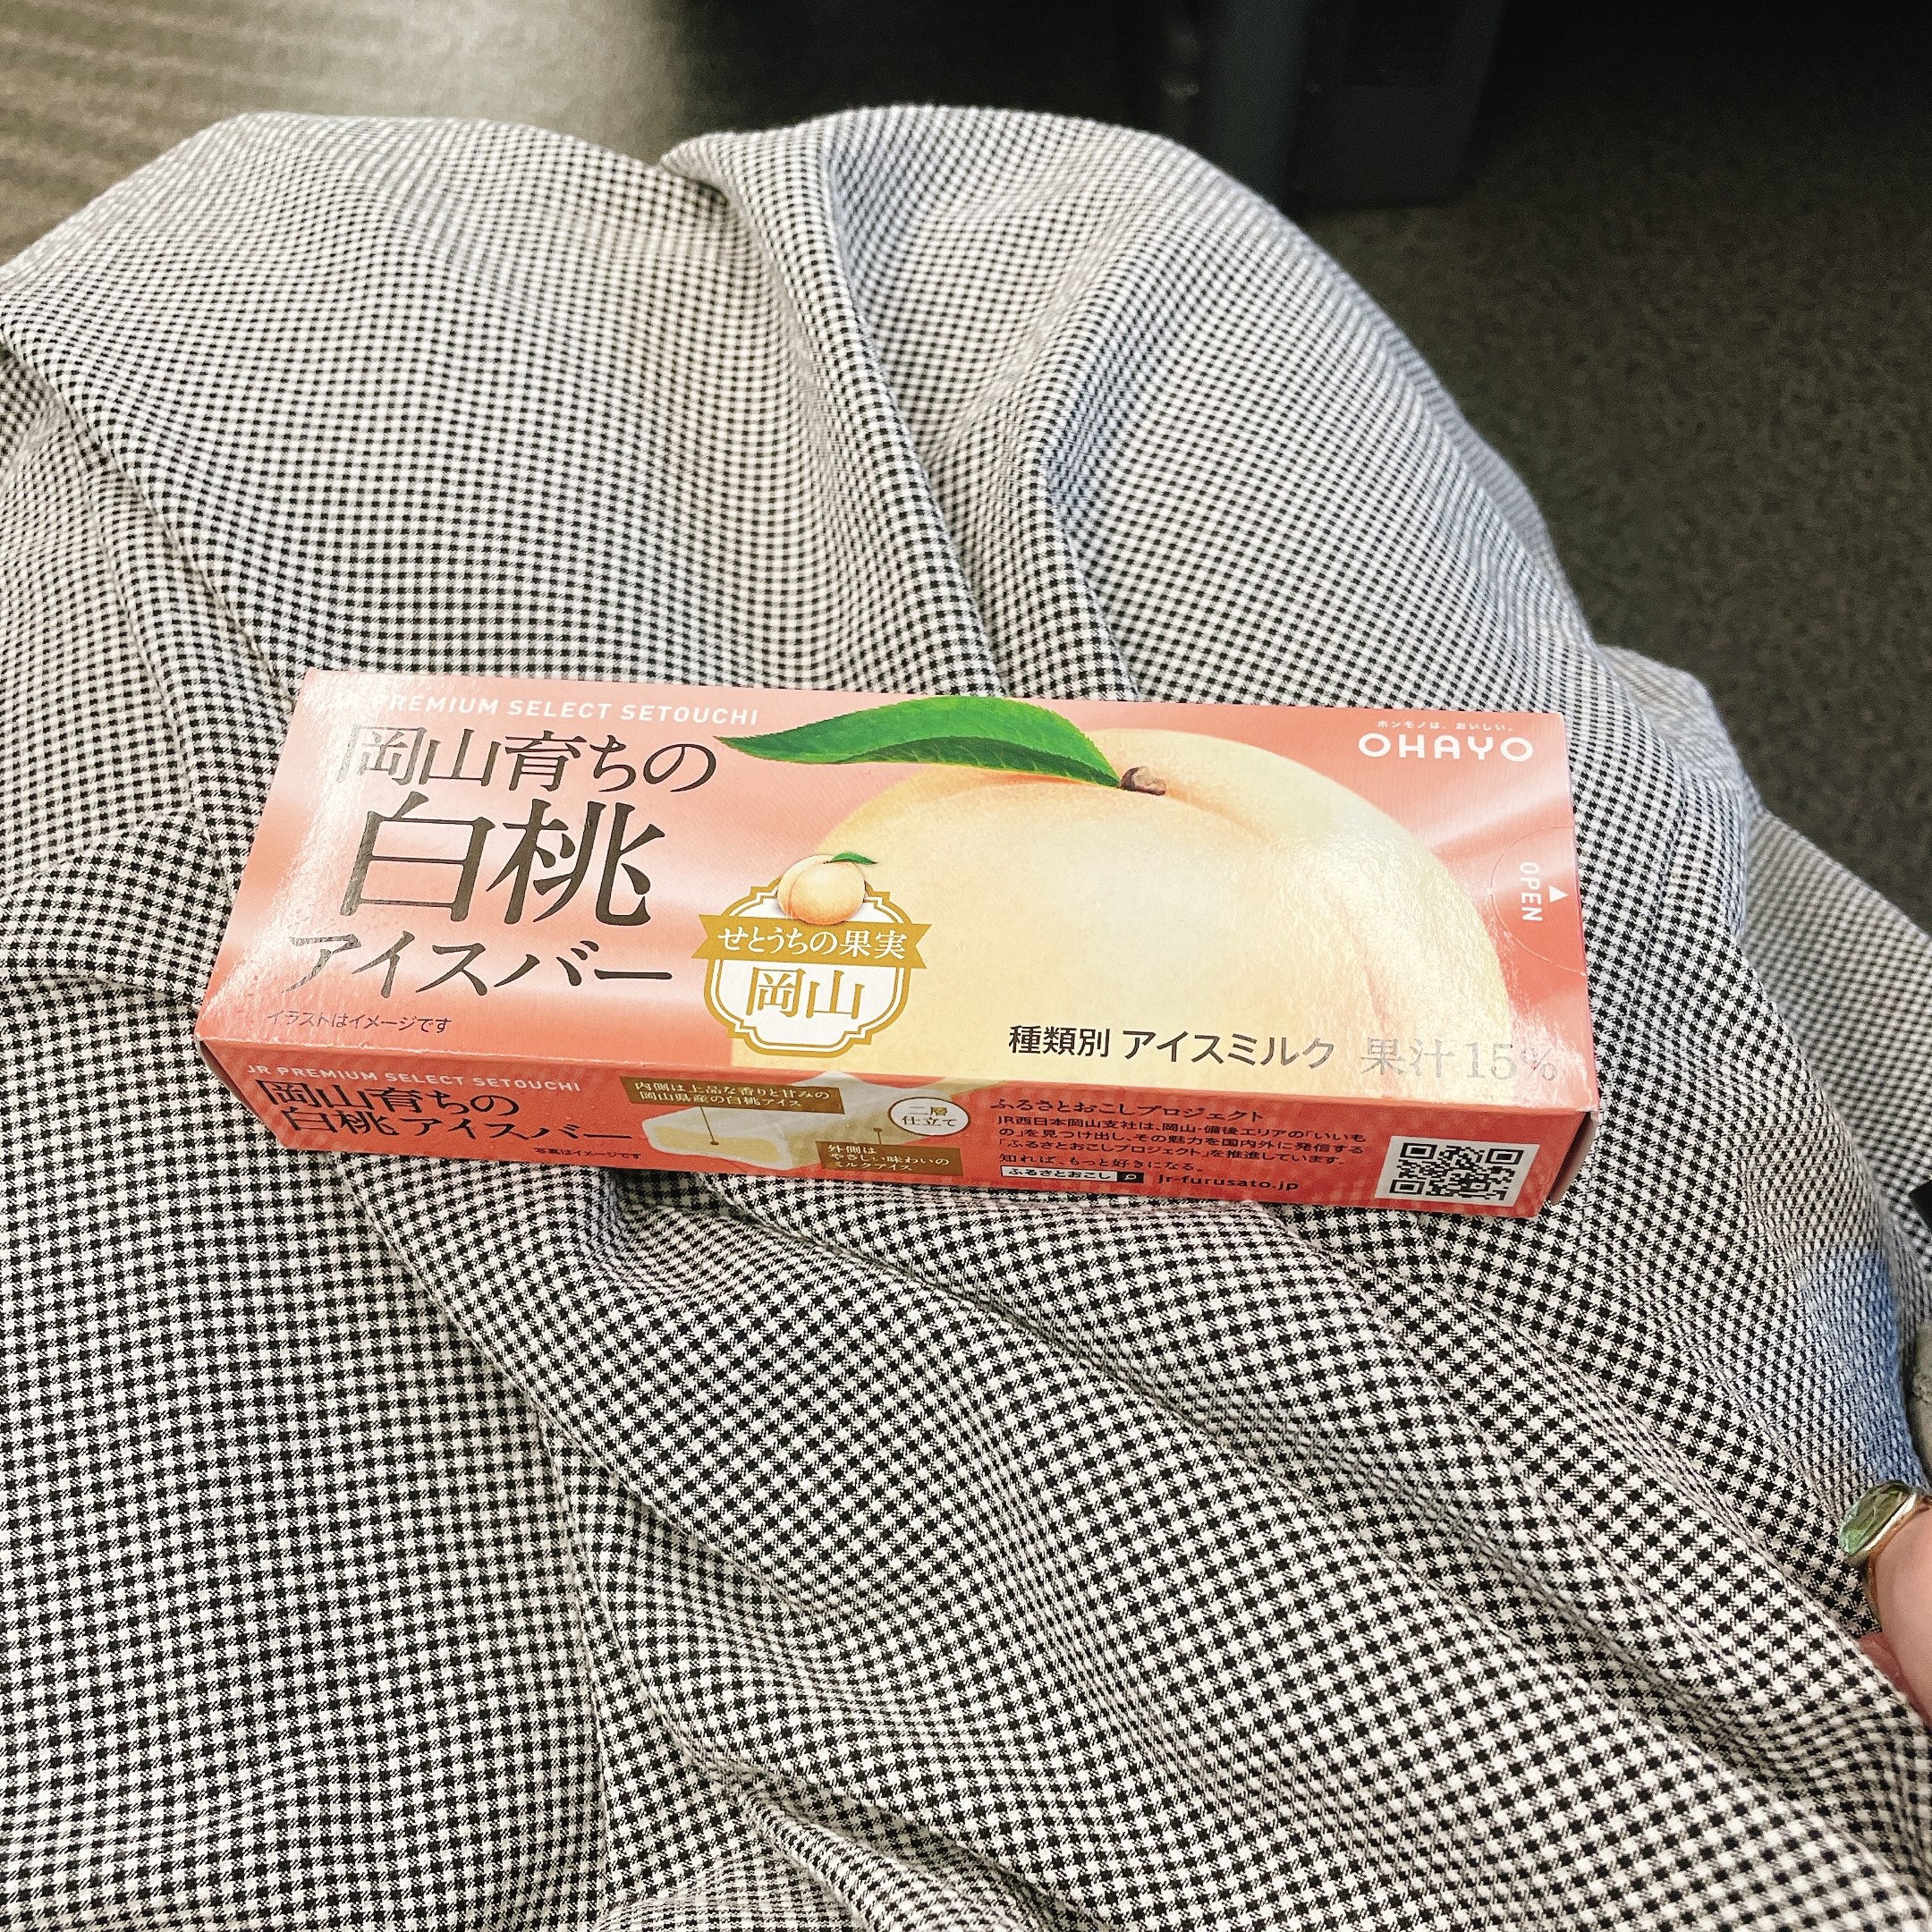 JR PREMIUM SELECT SETOUCHI
岡山育ちの
白桃
アイスバー
イラストはイメージです
せとうちの果実
岡山
ホンモノは、おいしい。
OHAYO
OPEN
種類別 アイスミルク 果汁15%
JR PREMIUM SELECT SETOUCHI
岡山育ちの
白桃アイスバー
写真はイメージです
内側は上品な香りと甘みの
岡山県産の白桃アイス
二層
仕立て
外側は
やさしい味わいの
ミルクアイス
ふるさとおこしプロジェクト
JR西日本岡山支社は、岡山・備後エリアの「いいも
の」を見つけ出し、その魅力を国内外に発信する
「ふるさとおこしプロジェクト」を推進しています。
知れば、もっと好きになる。
ふるさとおこし jr-furusato.jp